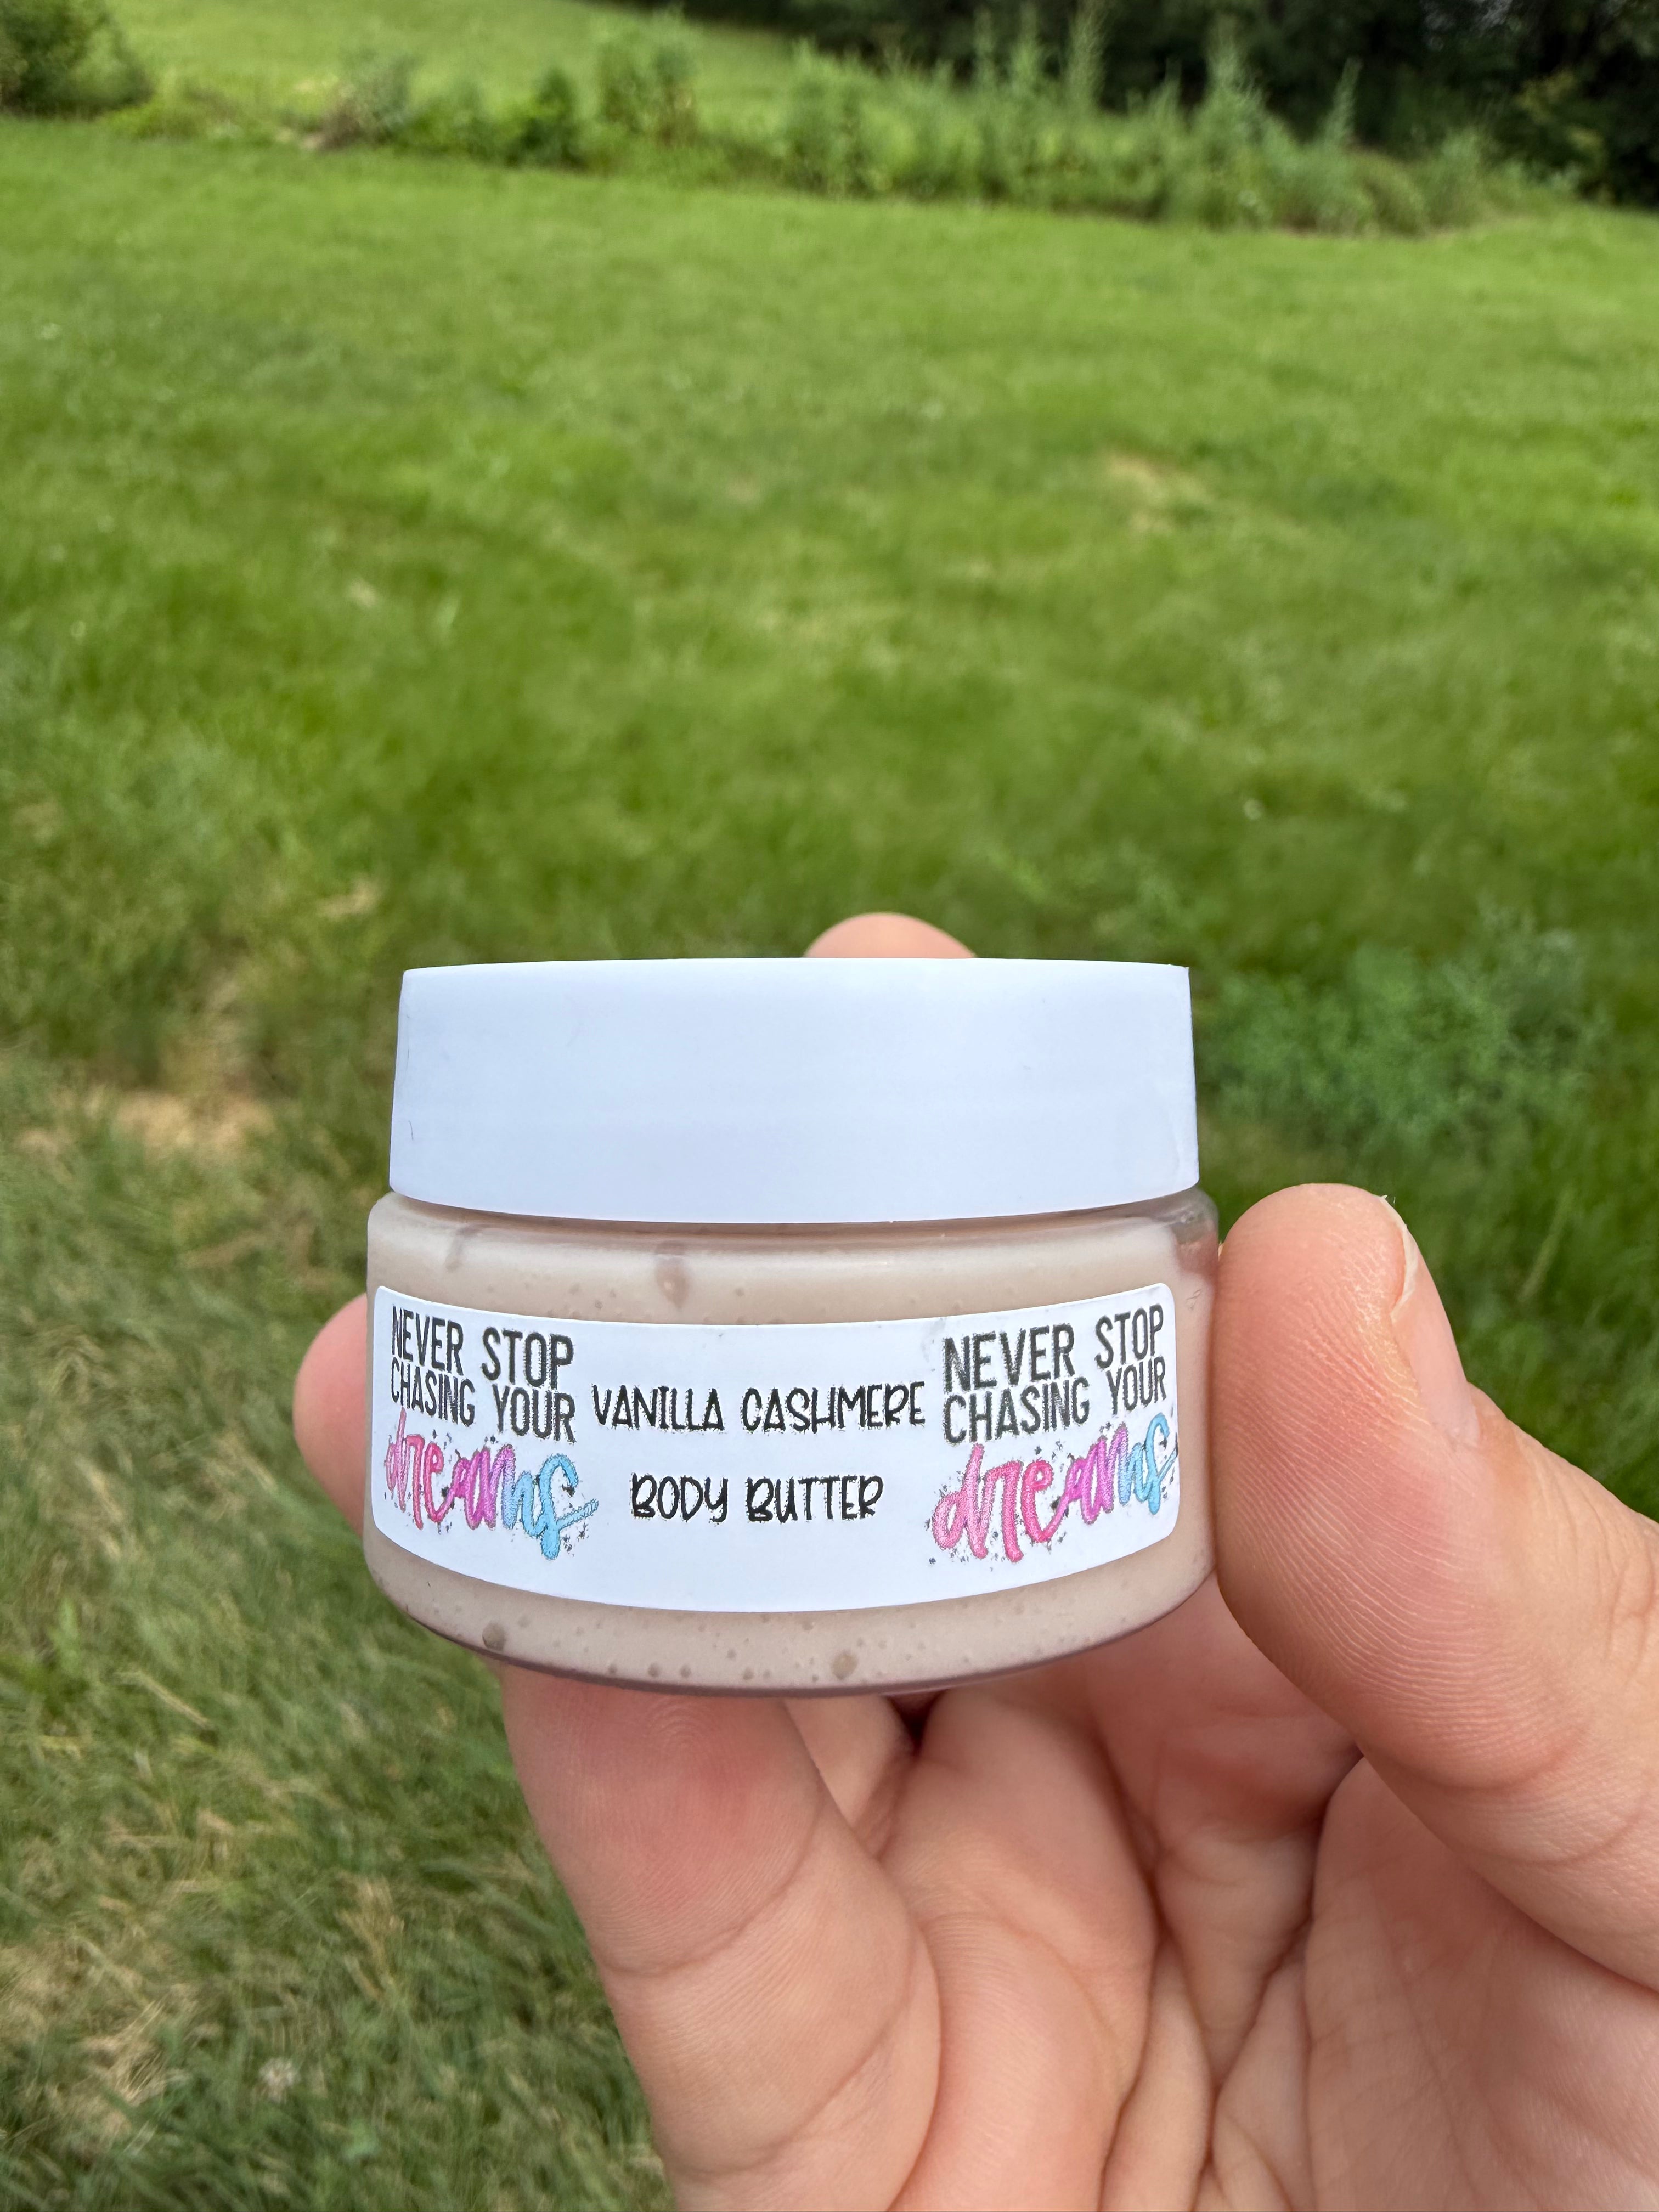 NEVER STOP
CHASING YOUR
dreams
VANILLA CASHMERE
BODY BUTTER
NEVER STOP
CHASING YOUR
dreams